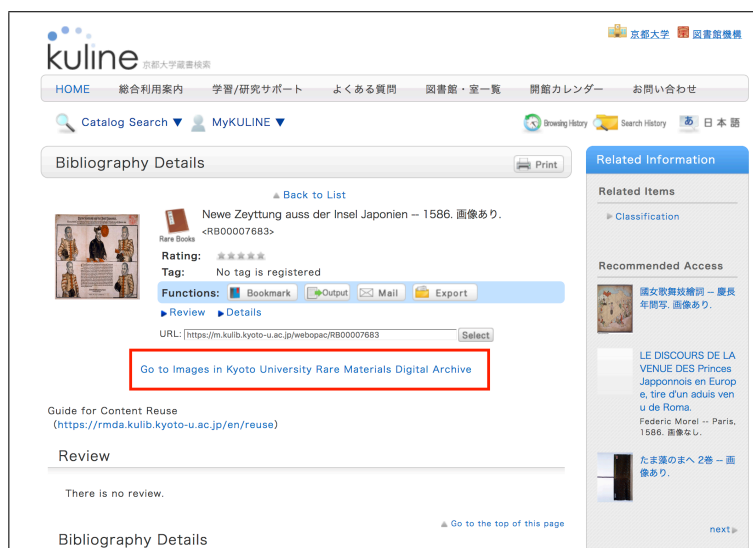 京都大学 図書館機構
kuline 京都大学蔵書検索
HOME 総合利用案内 学習/研究サポート よくある質問 図書館・室一覧 開館カレンダー お問い合わせ
Catalog Search ▼ MyKULINE ▼ Browsing History Search History あ 日本語
Bibliography Details
Print
▲ Back to List
Newe Zeyttung auss der Insel Japonien -- 1586. 画像あり.
Rare Books <RB00007683>
Rating: ★★★★★
Tag: No tag is registered
Functions: Bookmark Output Mail Export
▶ Review ▶ Details
URL: https://m.kulib.kyoto-u.ac.jp/webopac/RB00007683 Select
Go to Images in Kyoto University Rare Materials Digital Archive
Guide for Content Reuse
(https://rmda.kulib.kyoto-u.ac.jp/en/reuse)
Review
There is no review.
▲ Go to the top of this page
Bibliography Details
Related Information
Related Items
▶ Classification
Recommended Access
國女歌舞妓繪詞 -- 慶長
年間写. 画像あり.
LE DISCOURS DE LA
VENUE DES Princes
Japponnois en Europ
e, tire d'un aduis ven
u de Roma.
Federic Morel -- Paris,
1586. 画像なし.
たま藻のまへ 2巻 -- 画
像あり.
next ▶